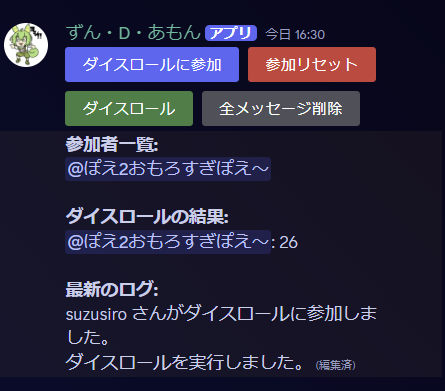 ずん・D・あもん アプリ 今日 16:30
ダイスロールに参加 参加リセット
ダイスロール 全メッセージ削除
参加者一覧:
@ぽえ2おもろすぎぽえ～
ダイスロールの結果:
@ぽえ2おもろすぎぽえ～: 26
最新のログ:
suzusiro さんがダイスロールに参加しま
した。
ダイスロールを実行しました。 (編集済)